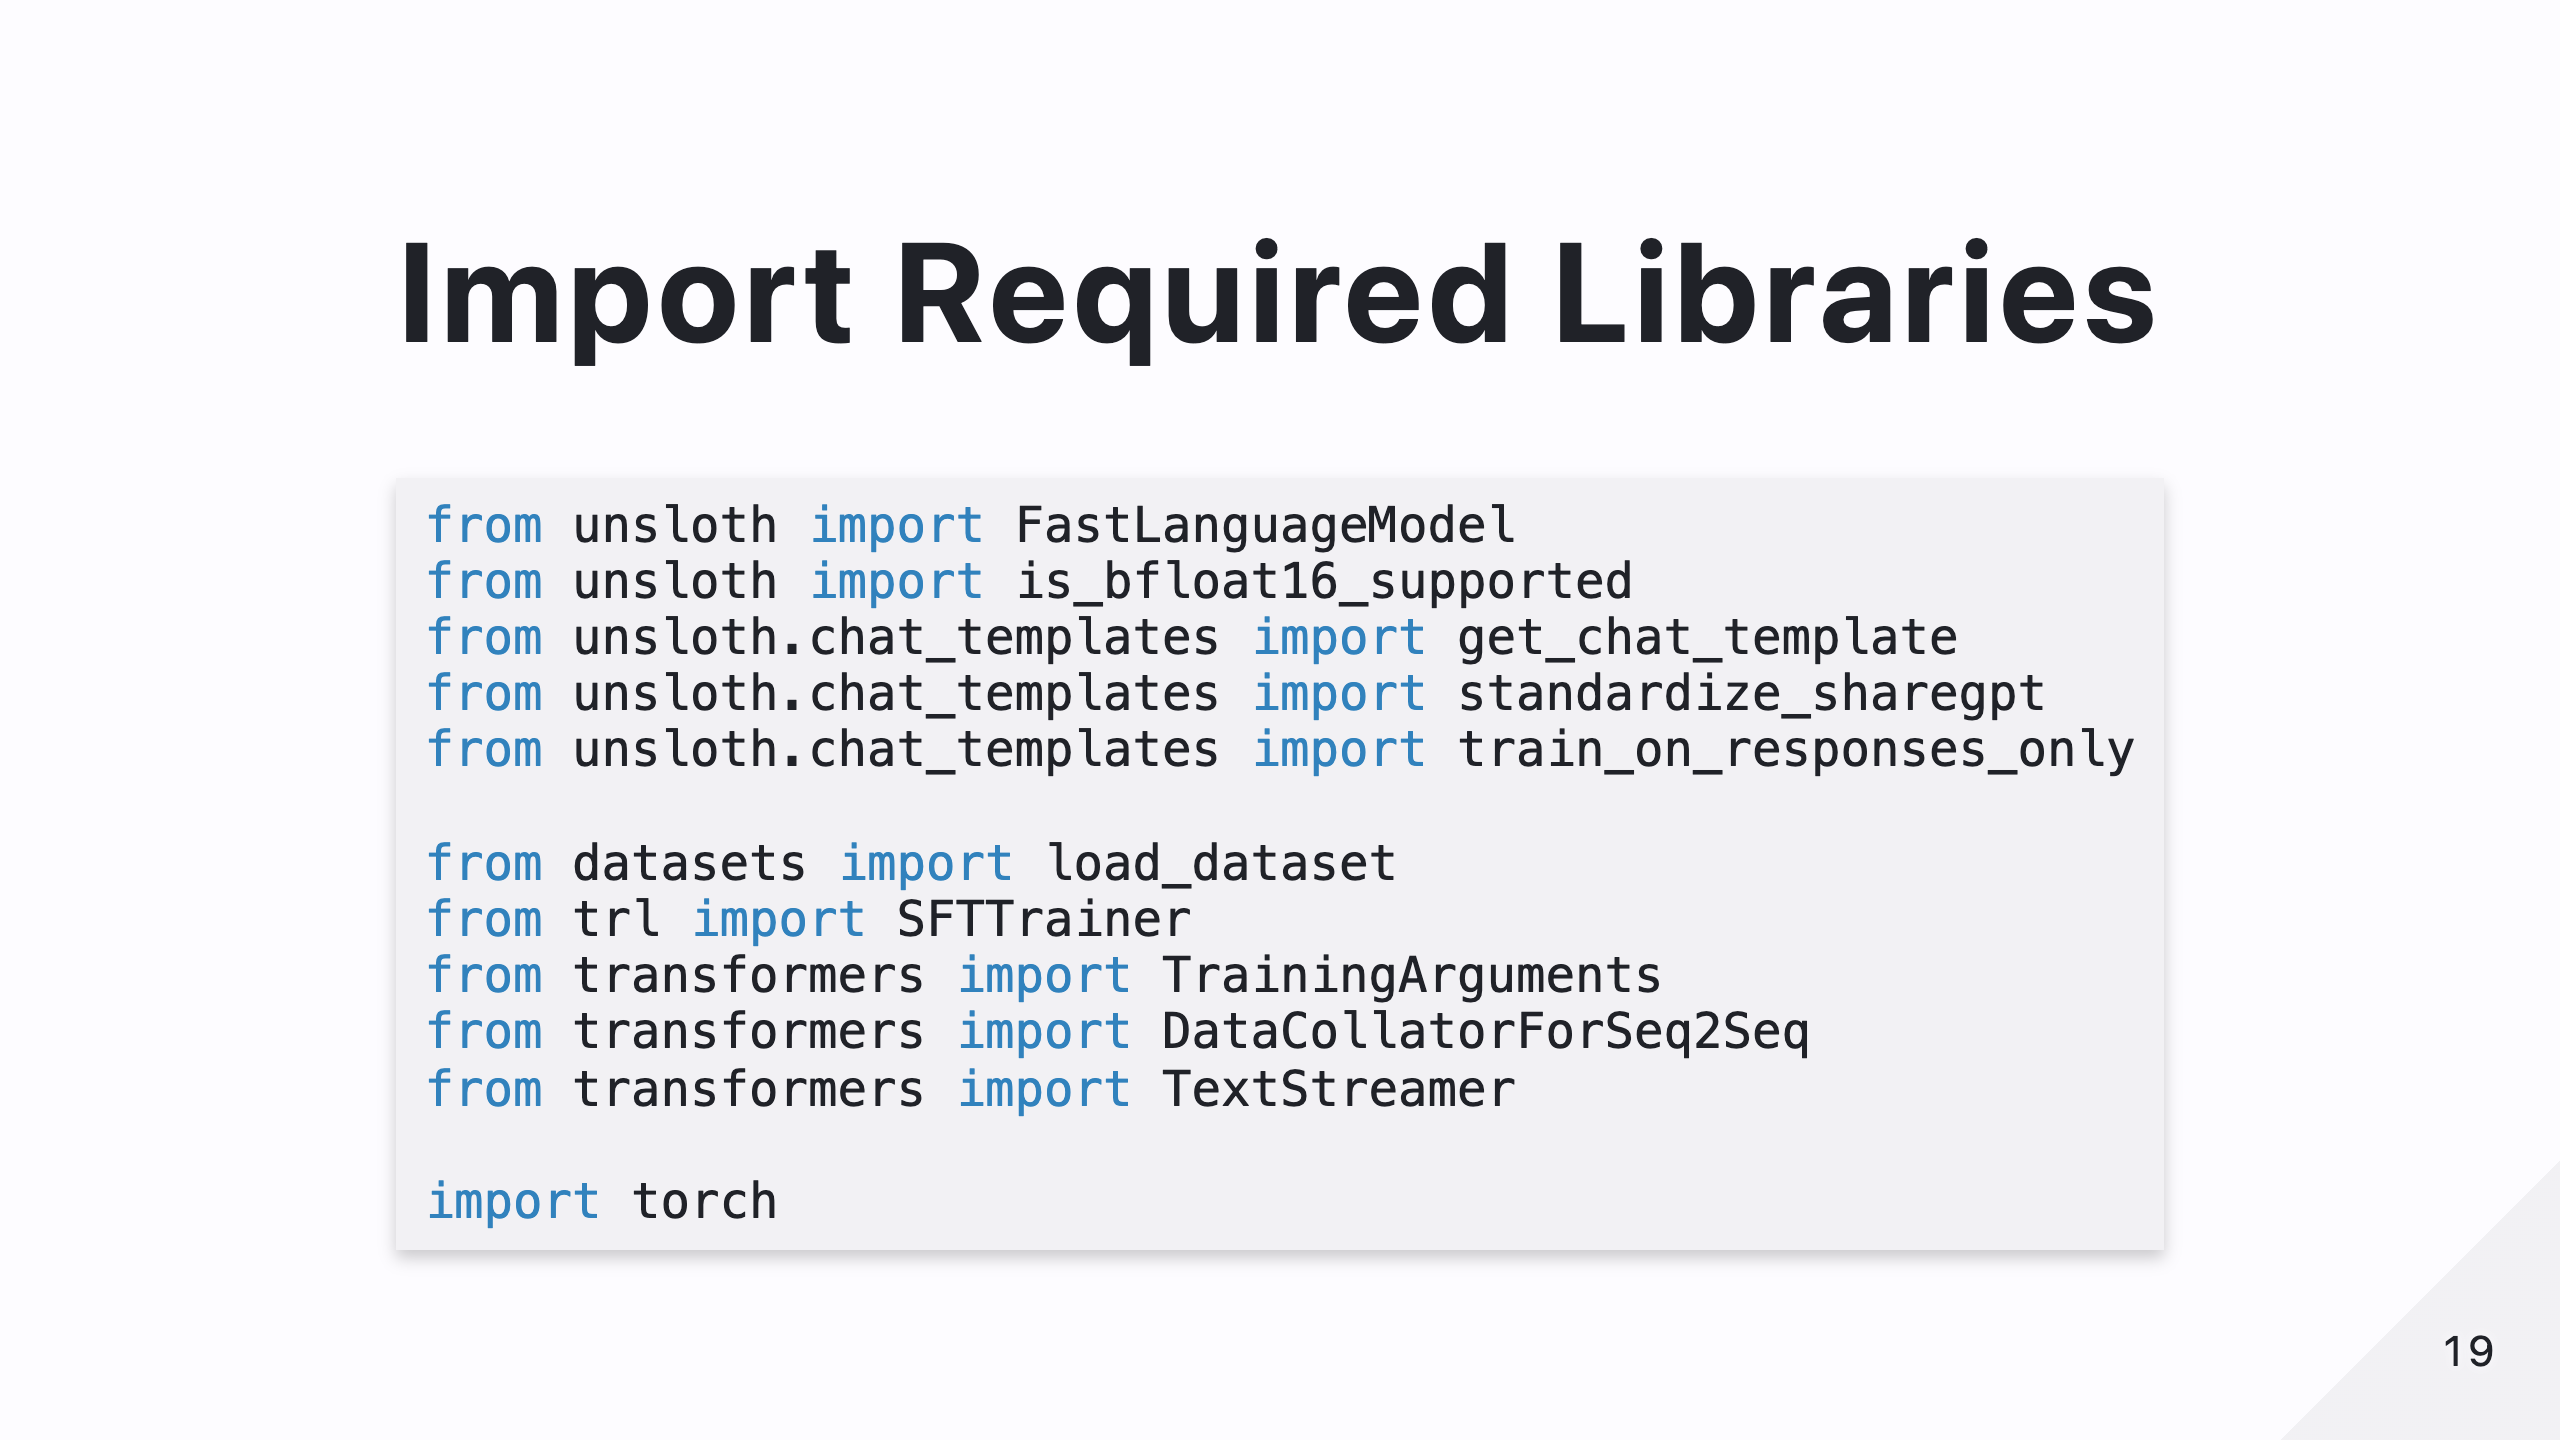 Import Required Libraries
from unsloth import FastLanguageModel
from unsloth import is_bfloat16_supported
from unsloth.chat_templates import get_chat_template
from unsloth.chat_templates import standardize_sharegpt
from unsloth.chat_templates import train_on_responses_only
from datasets import load_dataset
from trl import SFTTrainer
from transformers import TrainingArguments
from transformers import DataCollatorForSeq2Seq
from transformers import TextStreamer
import torch
19